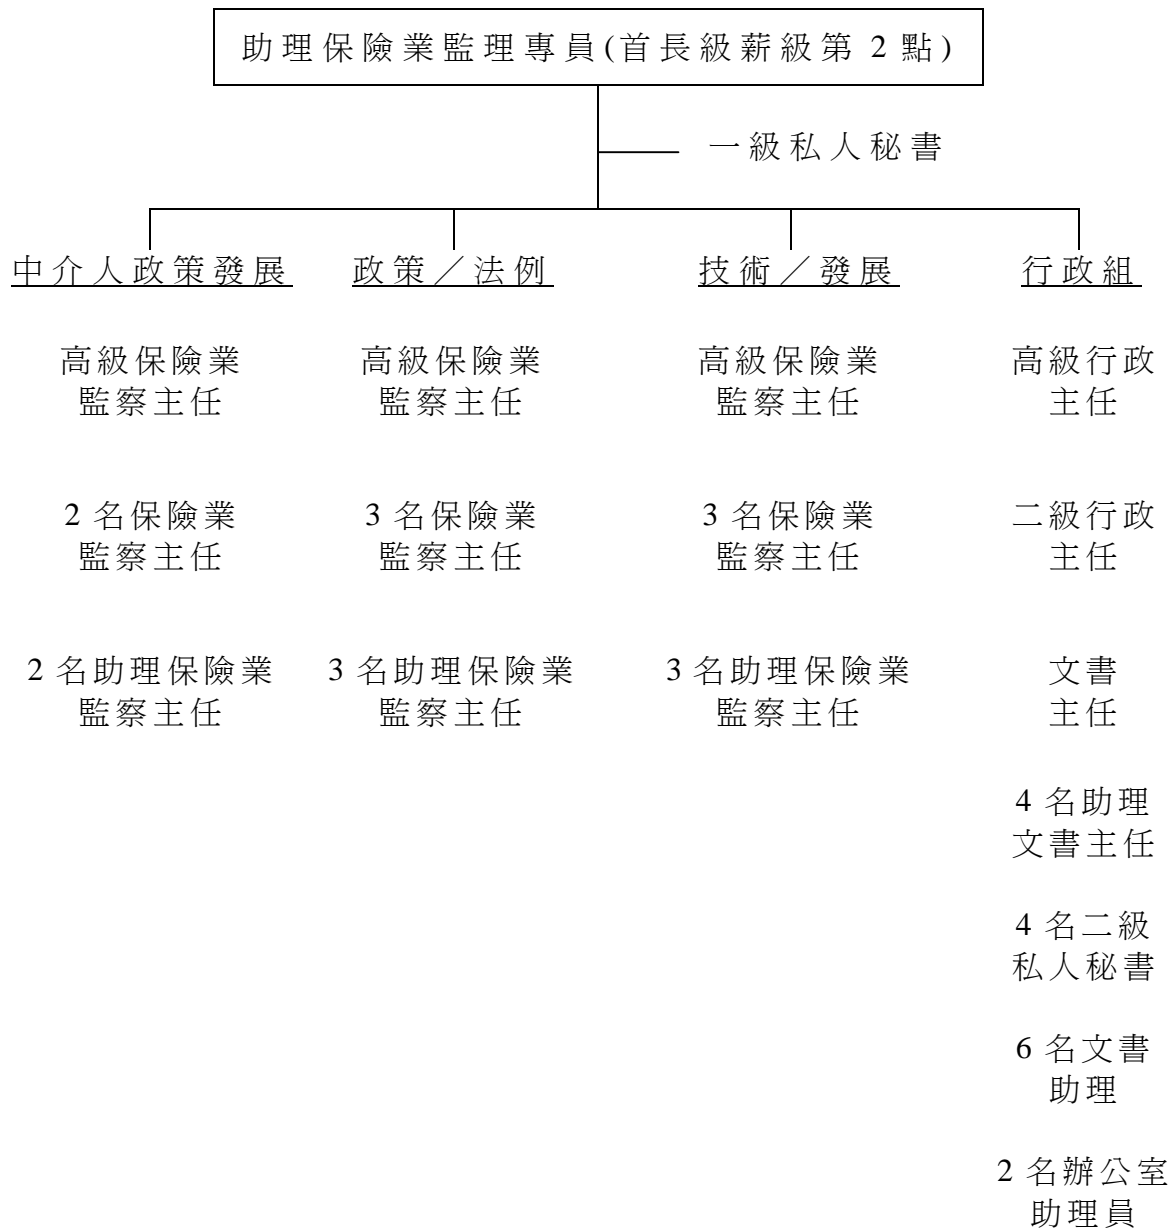 助理保險業監理專員(首長級薪級第 2 點)
一級私人秘書
中介人政策發展
高級保險業
監察主任
2 名保險業
監察主任
2 名助理保險業
監察主任
政策／法例
高級保險業
監察主任
3 名保險業
監察主任
3 名助理保險業
監察主任
技術／發展
高級保險業
監察主任
3 名保險業
監察主任
3 名助理保險業
監察主任
行政組
高級行政
主任
二級行政
主任
文書
主任
4 名助理
文書主任
4 名二級
私人秘書
6 名文書
助理
2 名辦公室
助理員